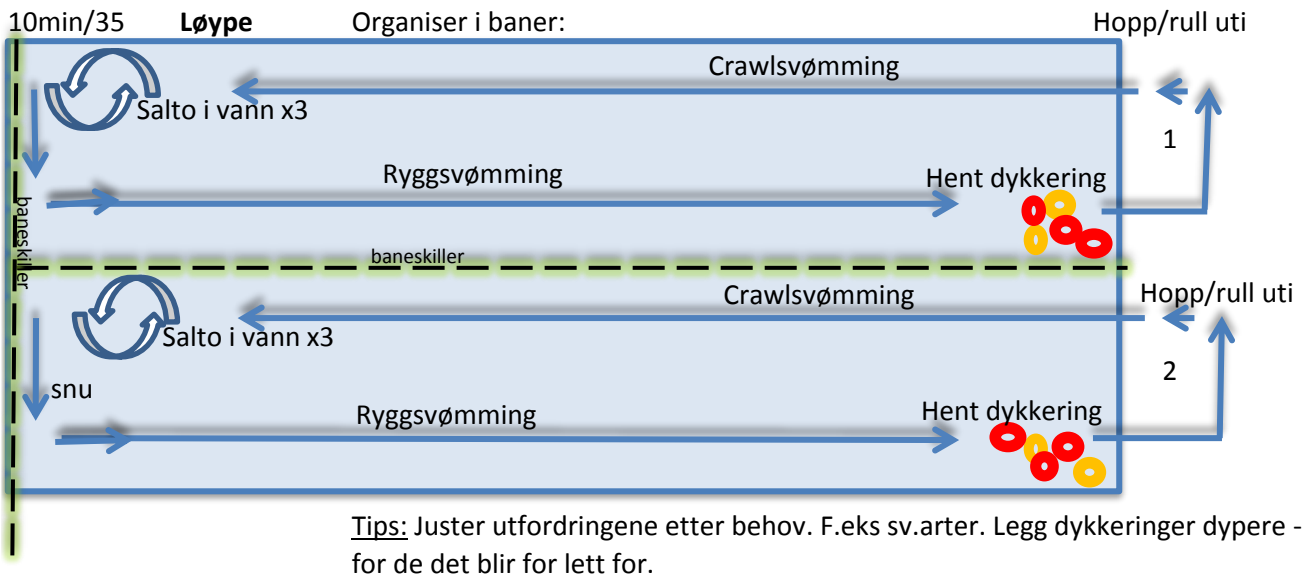 10min/35 Løype Organiser i baner: Hopp/rull uti
Crawlsvømming
Salto i vann x3
1
Ryggsvømming
Hent dykkering
baneskiller
baneskiller
Crawlsvømming
Hopp/rull uti
Salto i vann x3
2
snu
Ryggsvømming
Hent dykkering
Tips: Juster utfordringene etter behov. F.eks sv.arter. Legg dykkeringer dypere -
for de det blir for lett for.